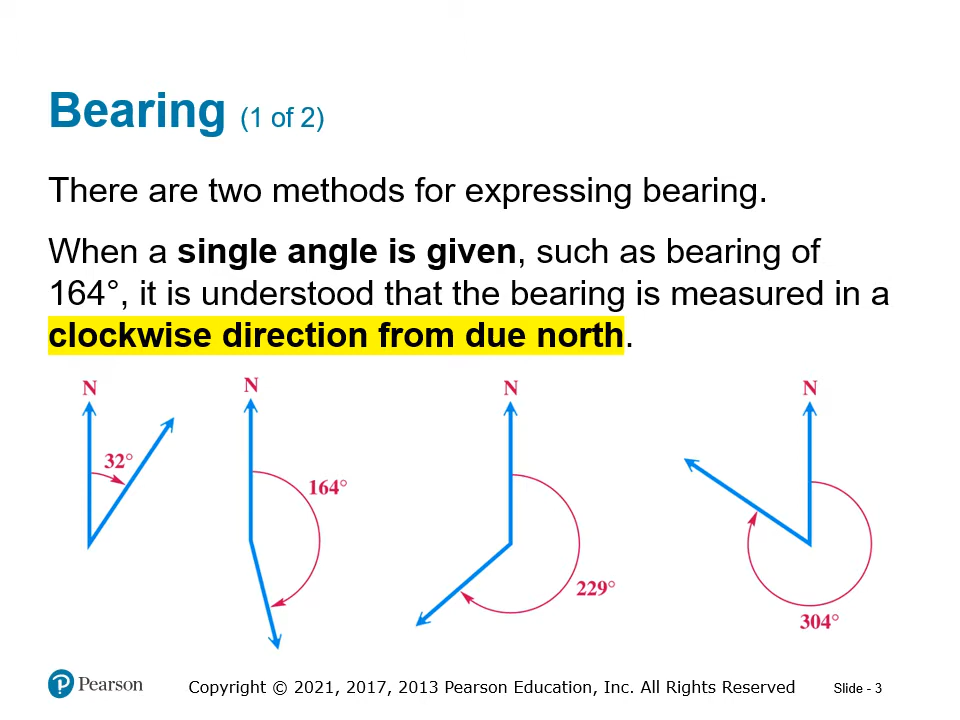 Bearing (1 of 2)
There are two methods for expressing bearing.
When a single angle is given, such as bearing of
164°, it is understood that the bearing is measured in a
clockwise direction from due north.
N
32°
N
164°
N
229°
N
304°
Pearson
Copyright © 2021, 2017, 2013 Pearson Education, Inc. All Rights Reserved
Slide - 3